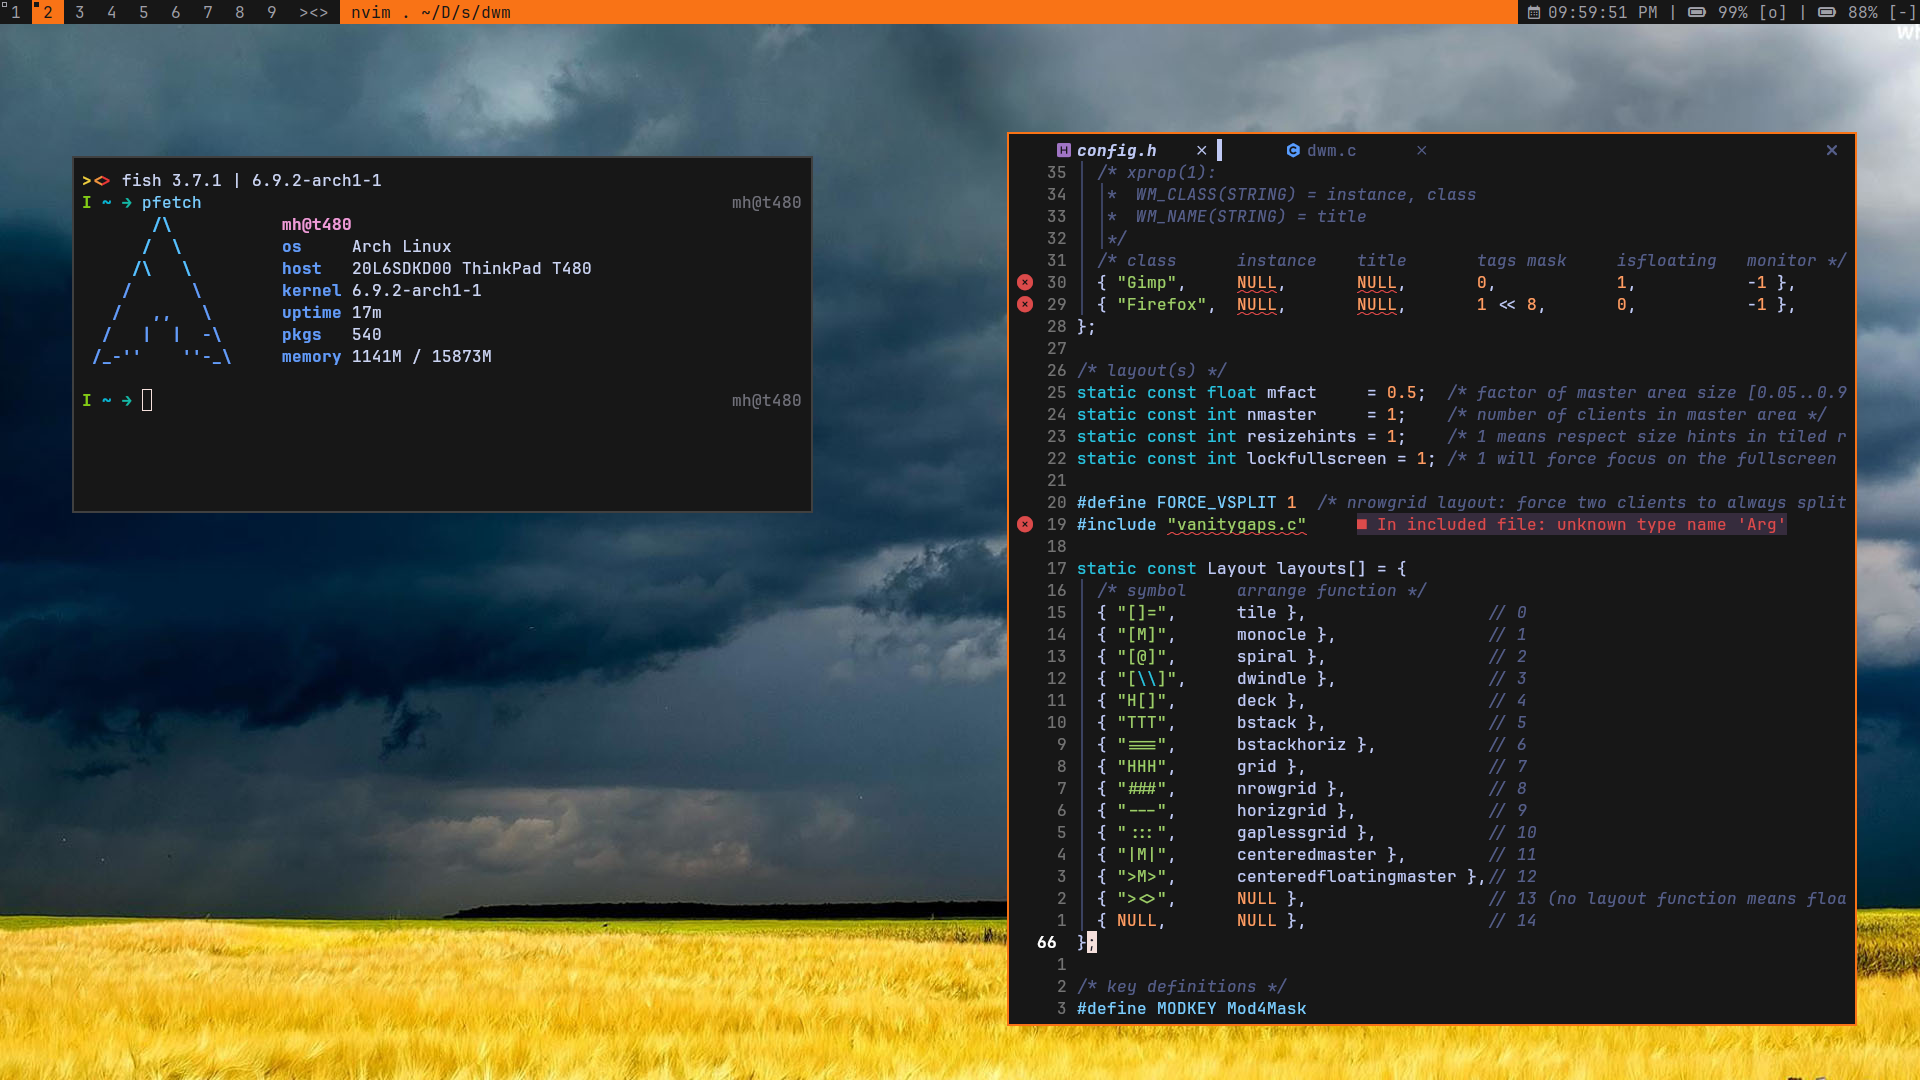 1 2 3 4 5 6 7 8 9 ><> nvim . ~/D/s/dwm 09:59:51 PM | 99% [o] | 88% [-]
><> fish 3.7.1 | 6.9.2-arch1-1
I ~ → pfetch mh@t480
/\ mh@t480
/ \ os Arch Linux
/\ \ host 20L6SDKD00 ThinkPad T480
/ \ kernel 6.9.2-arch1-1
/ ,, \ uptime 17m
/ | | -\ pkgs 540
/_-'' ''-_\ memory 1141M / 15873M
I ~ → mh@t480
config.h × dwm.c × ×
35 /* xprop(1):
34 * WM_CLASS(STRING) = instance, class
33 * WM_NAME(STRING) = title
32 */
31 /* class instance title tags mask isfloating monitor */
30 { "Gimp", NULL, NULL, 0, 1, -1 },
29 { "Firefox", NULL, NULL, 1 << 8, 0, -1 },
28 };
27
26 /* layout(s) */
25 static const float mfact = 0.5; /* factor of master area size [0.05..0.9
24 static const int nmaster = 1; /* number of clients in master area */
23 static const int resizehints = 1; /* 1 means respect size hints in tiled r
22 static const int lockfullscreen = 1; /* 1 will force focus on the fullscreen
21
20 #define FORCE_VSPLIT 1 /* nrowgrid layout: force two clients to always split
19 #include "vanitygaps.c" ■ In included file: unknown type name 'Arg'
18
17 static const Layout layouts[] = {
16 /* symbol arrange function */
15 { "[]=", tile }, // 0
14 { "[M]", monocle }, // 1
13 { "[@]", spiral }, // 2
12 { "[\\]", dwindle }, // 3
11 { "H[]", deck }, // 4
10 { "TTT", bstack }, // 5
9 { "===", bstackhoriz }, // 6
8 { "HHH", grid }, // 7
7 { "###", nrowgrid }, // 8
6 { "---", horizgrid }, // 9
5 { ":::", gaplessgrid }, // 10
4 { "|M|", centeredmaster }, // 11
3 { ">M>", centeredfloatingmaster }, // 12
2 { "><>", NULL }, // 13 (no layout function means floa
1 { NULL, NULL }, // 14
66 };
1
2 /* key definitions */
3 #define MODKEY Mod4Mask